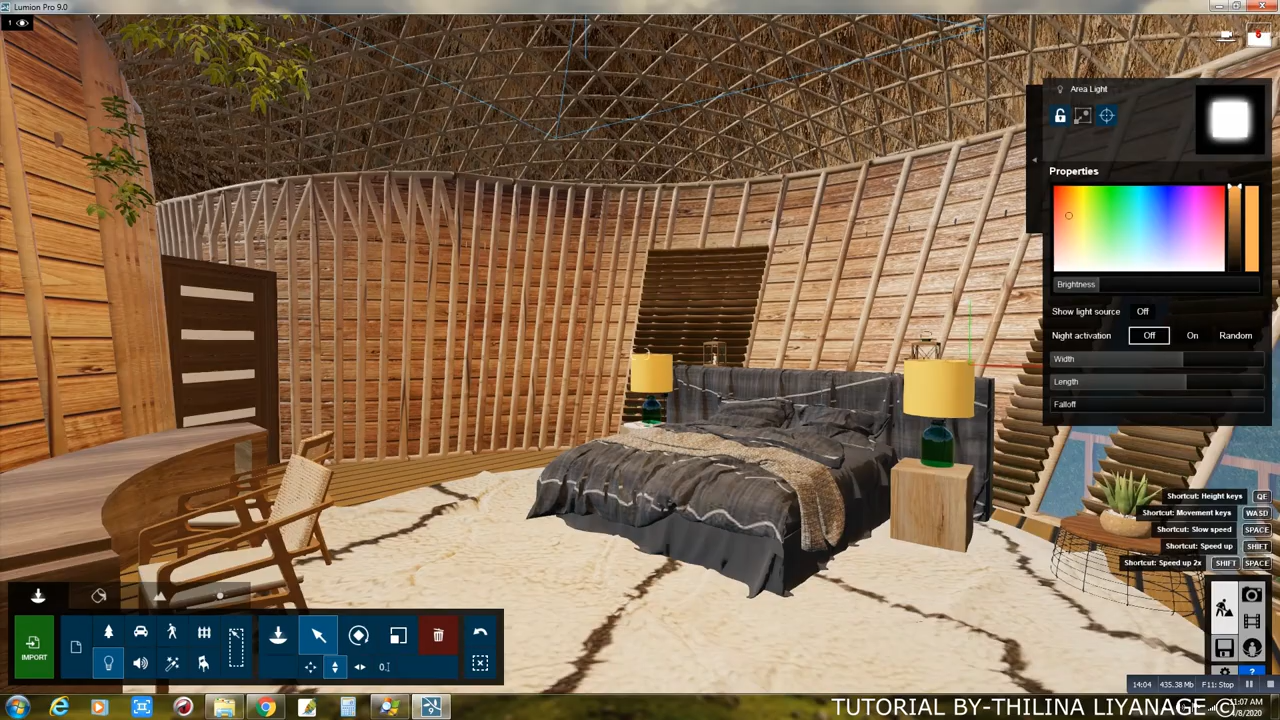 Lumion Pro 9.0
1
Area Light
Properties
Brightness
Show light source Off
Night activation Off On Random
Width
Length
Falloff
Shortcut: Height keys QE
Shortcut: Movement keys WASD
Shortcut: Slow speed SPACE
Shortcut: Speed up SHIFT
Shortcut: Speed up 2x SHIFT SPACE
IMPORT
?
14:04 435.38 Mb F11: Stop
TUTORIAL BY-THILINA LIYANAGE ©